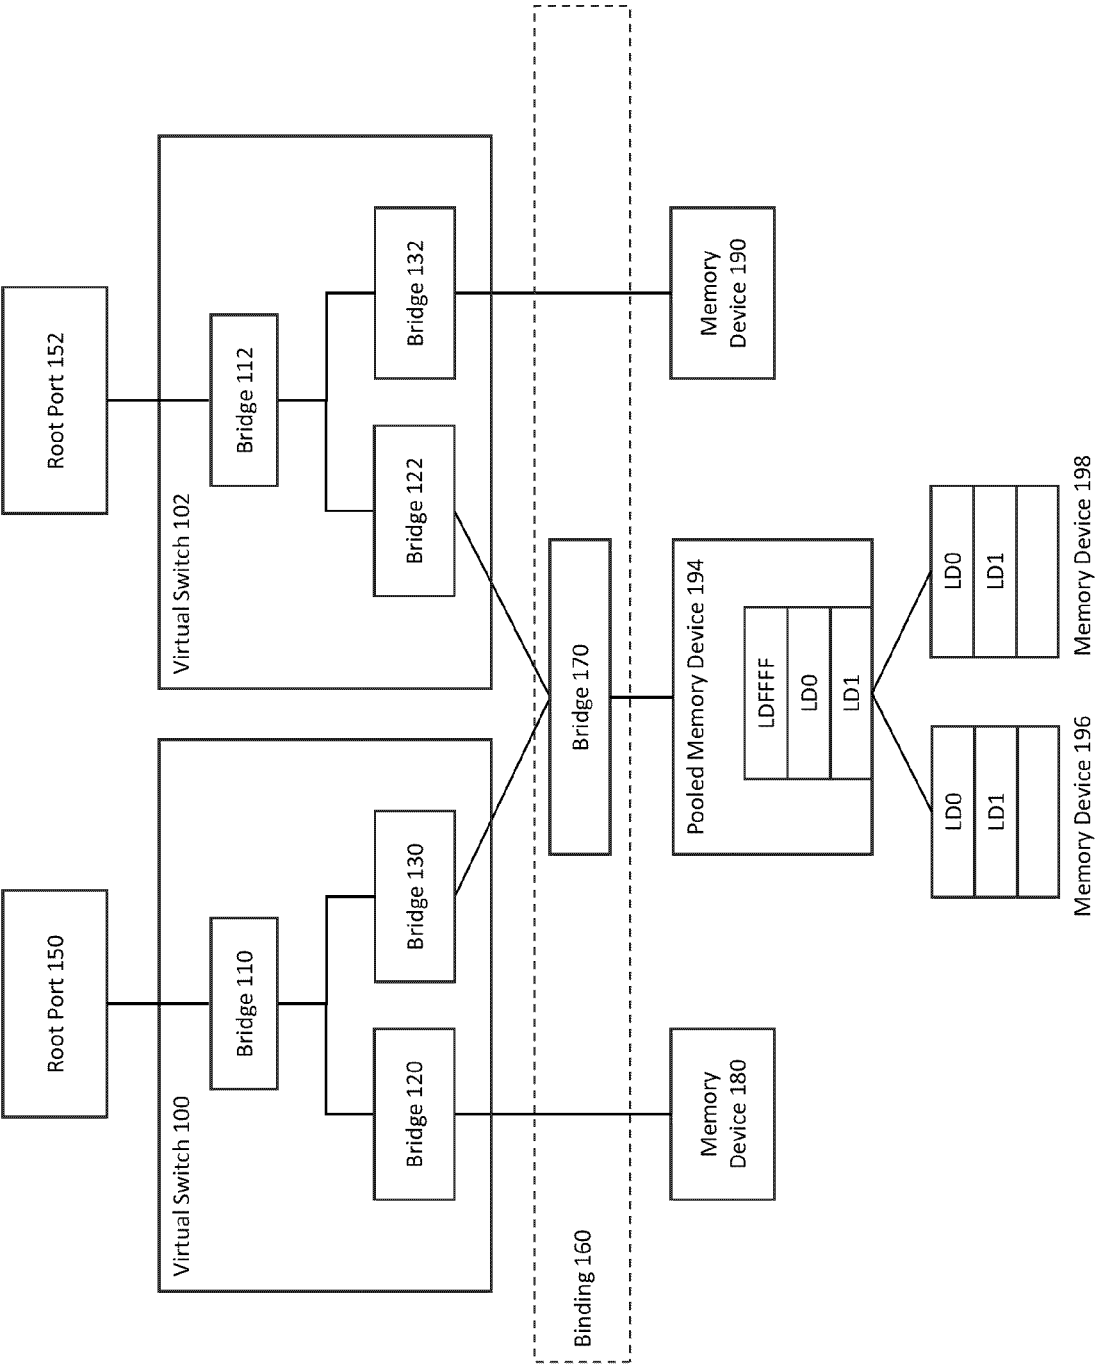 Root Port 150
Root Port 152
Virtual Switch 100
Virtual Switch 102
Bridge 110
Bridge 112
Bridge 120
Bridge 130
Bridge 122
Bridge 132
Binding 160
Bridge 170
Memory
Device 180
Pooled Memory Device 194
LDFFFF
LD0
LD1
Memory
Device 190
LD0
LD1
Memory Device 196
LD0
LD1
Memory Device 198